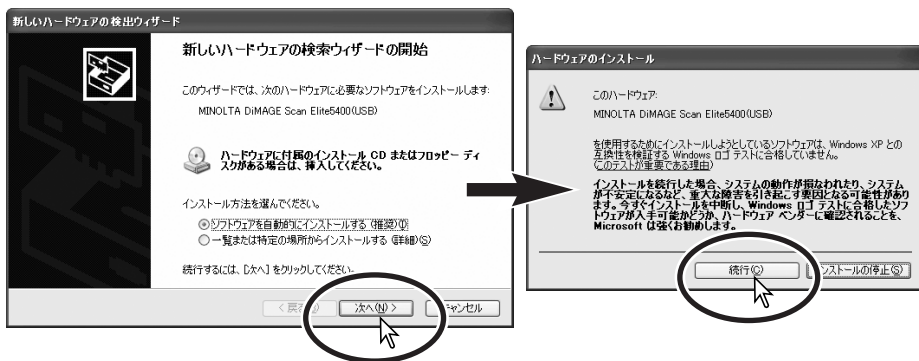 新しいハードウェアの検出ウィザード
新しいハードウェアの検索ウィザードの開始
このウィザードでは、次のハードウェアに必要なソフトウェアをインストールします:
MINOLTA DiMAGE Scan Elite5400(USB)
ハードウェアに付属のインストール CD またはフロッピー ディ
スクがある場合は、挿入してください。
インストール方法を選んでください。
ソフトウェアを自動的にインストールする (推奨)(I)
一覧または特定の場所からインストールする (詳細)(S)
続行するには、[次へ] をクリックしてください。
次へ(N) >
ハードウェアのインストール
このハードウェア:
MINOLTA DiMAGE Scan Elite5400(USB)
を使用するためにインストールしようとしているソフトウェアは、Windows XP との
互換性を検証する Windows ロゴ テストに合格していません。
(このテストが重要である理由)
インストールを続行した場合、システムの動作が損なわれたり、システム
が不安定になるなど、重大な障害を引き起こす要因となる可能性があり
ます。今すぐインストールを中断し、Windows ロゴ テストに合格したソフ
トウェアが入手可能かどうか、ハードウェア ベンダーに確認されることを、
Microsoft は強くお勧めします。
続行(C)
ンストールの停止(S)